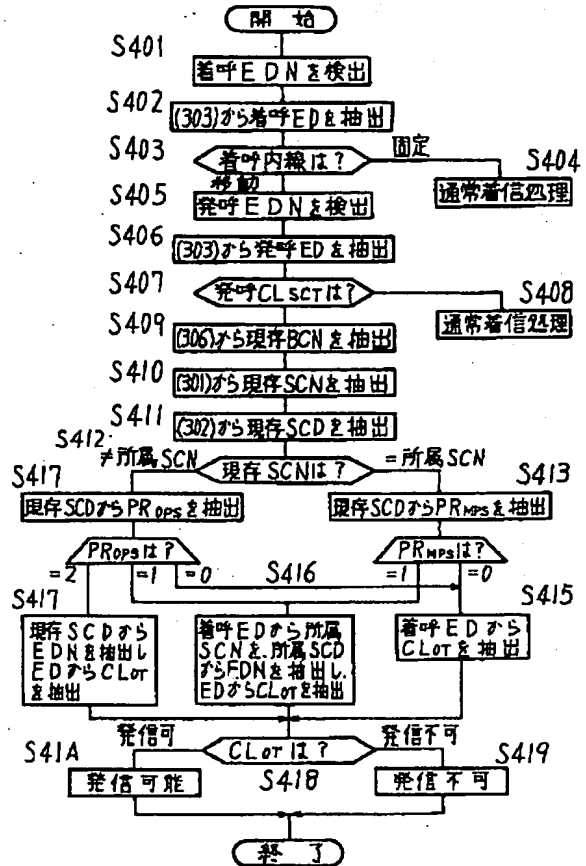 開始
S401
着呼EDNを検出
S402
(303)から着呼EDを抽出
S403
着呼内線は?
固定
S404
通常着信処理
移動
S405
発呼EDNを検出
S406
(303)から発呼EDを抽出
S407
発呼CLSCTは?
S408
通常着信処理
S409
(306)から現存BCNを抽出
S410
(301)から現存SCNを抽出
S411
(302)から現存SCDを抽出
S412
≠所属SCN
現存SCNは?
=所属SCN
S417
現存SCDからPROPSを抽出
S413
現存SCDからPRMPSを抽出
PROPSは?
PRMPSは?
=2
=1
=0
S416
=1
=0
S417
現存SCDから
EDNを抽出し
EDからCLOT
を抽出
着呼EDから所属
SCNを、所属SCD
からEDNを抽出し、
EDからCLOTを抽出
S415
着呼EDから
CLOTを抽出
発信可
CLOTは?
発信不可
S41A
発信可能
S418
S419
発信不可
終了